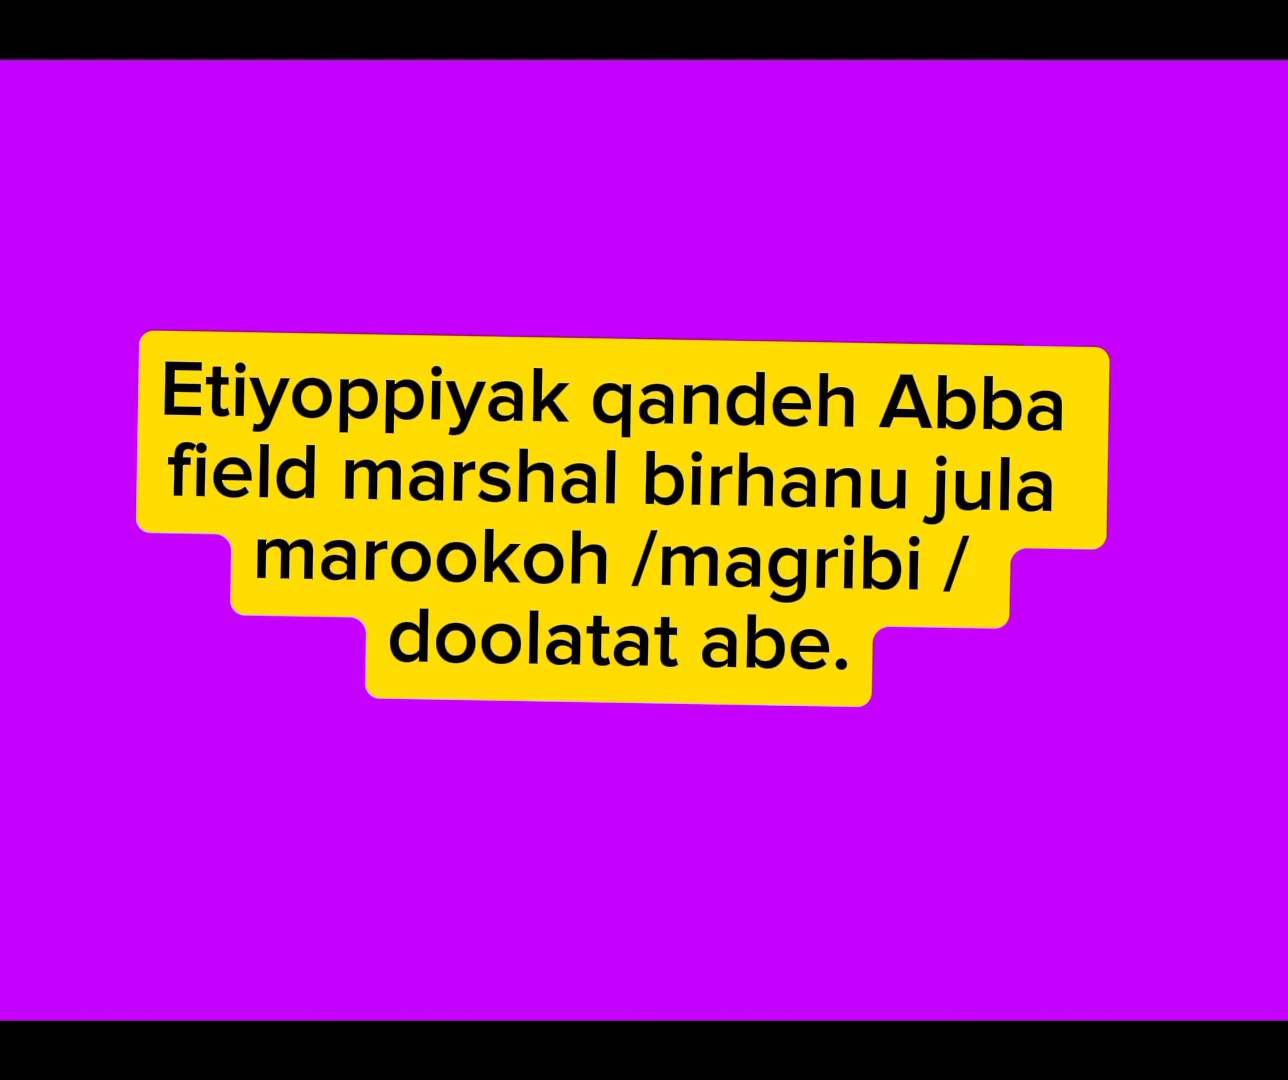 Etiyoppiyak qandeh Abba
field marshal birhanu jula
marookoh /magribi /
doolatat abe.